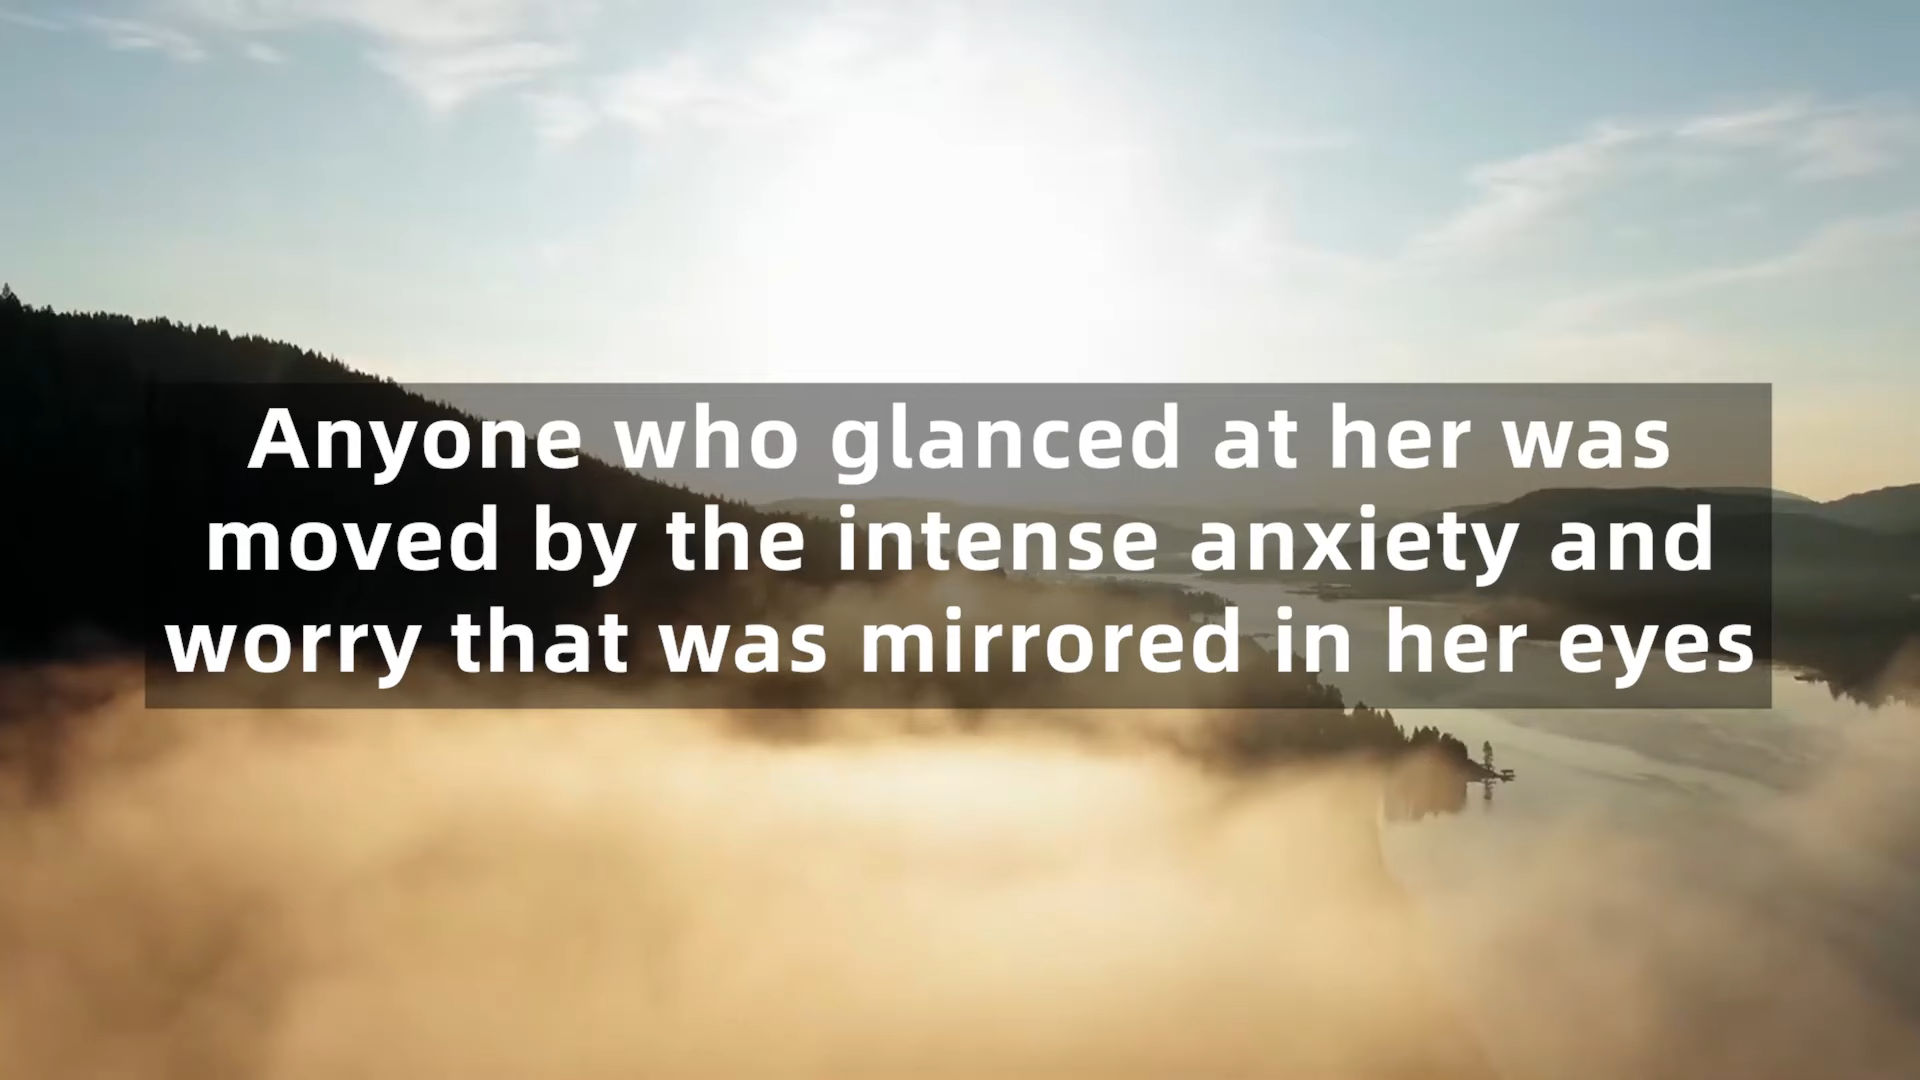 Anyone who glanced at her was
moved by the intense anxiety and
worry that was mirrored in her eyes